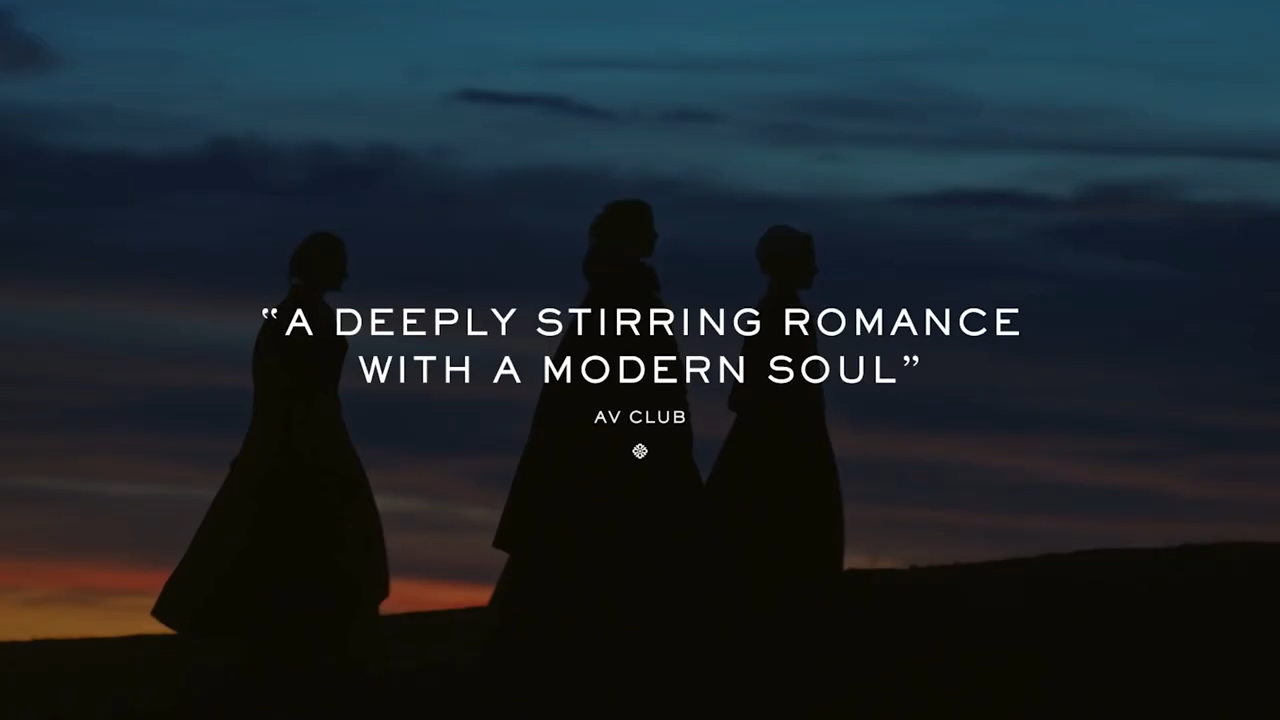 “A DEEPLY STIRRING ROMANCE
WITH A MODERN SOUL”
AV CLUB